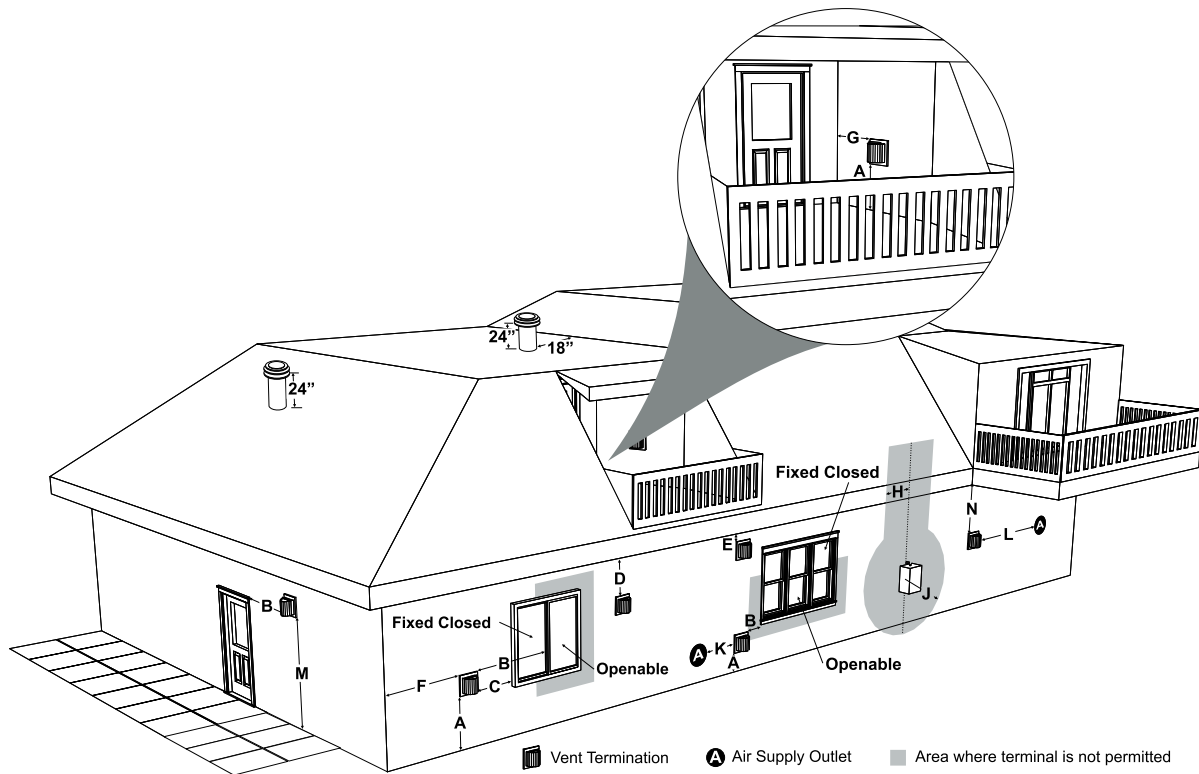 G
A
24”
18”
24”
Fixed Closed
H
N
L
A
E
D
J
B
Fixed Closed
B
K
A
A
Openable
B
C
Openable
F
M
A
Vent Termination
A Air Supply Outlet
Area where terminal is not permitted